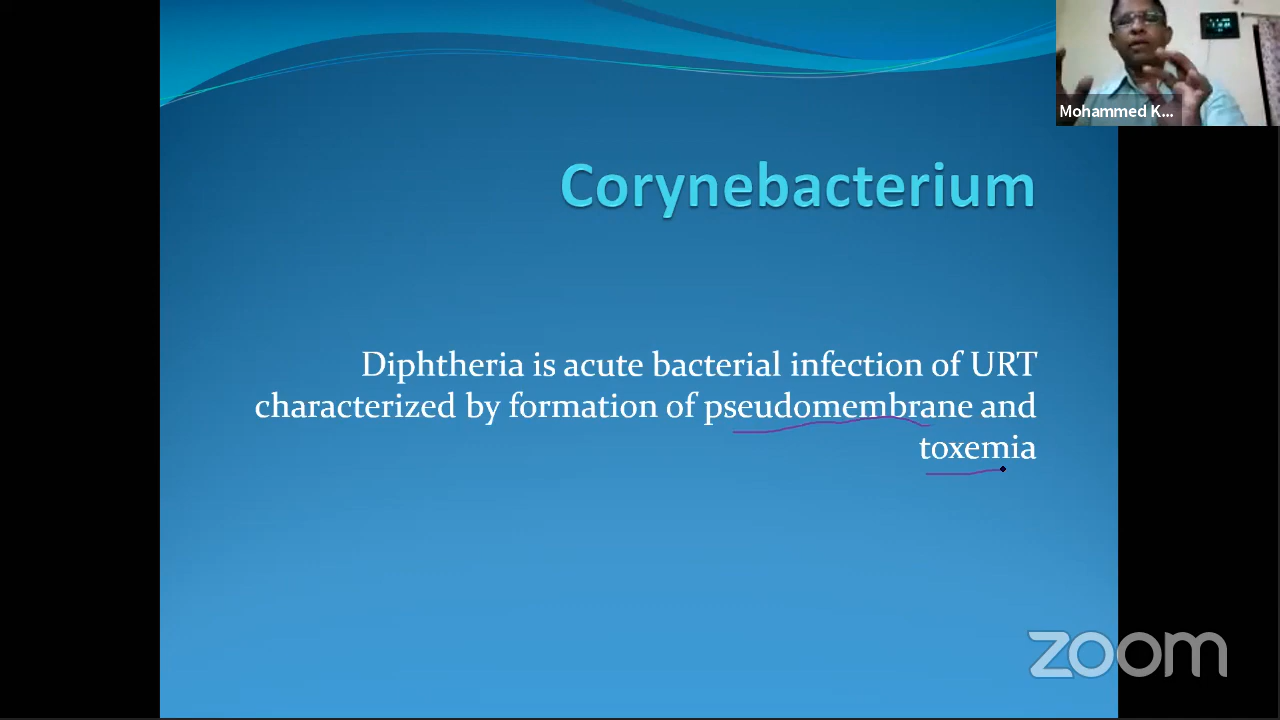 Mohammed K...
Corynebacterium
Diphtheria is acute bacterial infection of URT
characterized by formation of pseudomembrane and
toxemia
zoom